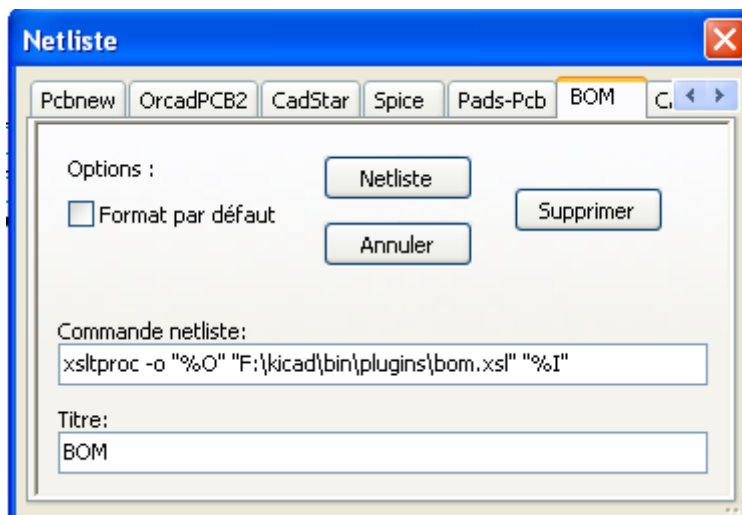 Netliste
Pcbnew OrcadPCB2 CadStar Spice Pads-Pcb BOM
Options :
Netliste
Supprimer
Format par défaut
Annuler
Commande netliste:
xsltproc -o "%O" "F:\kicad\bin\plugins\bom.xsl" "%I"
Titre:
BOM